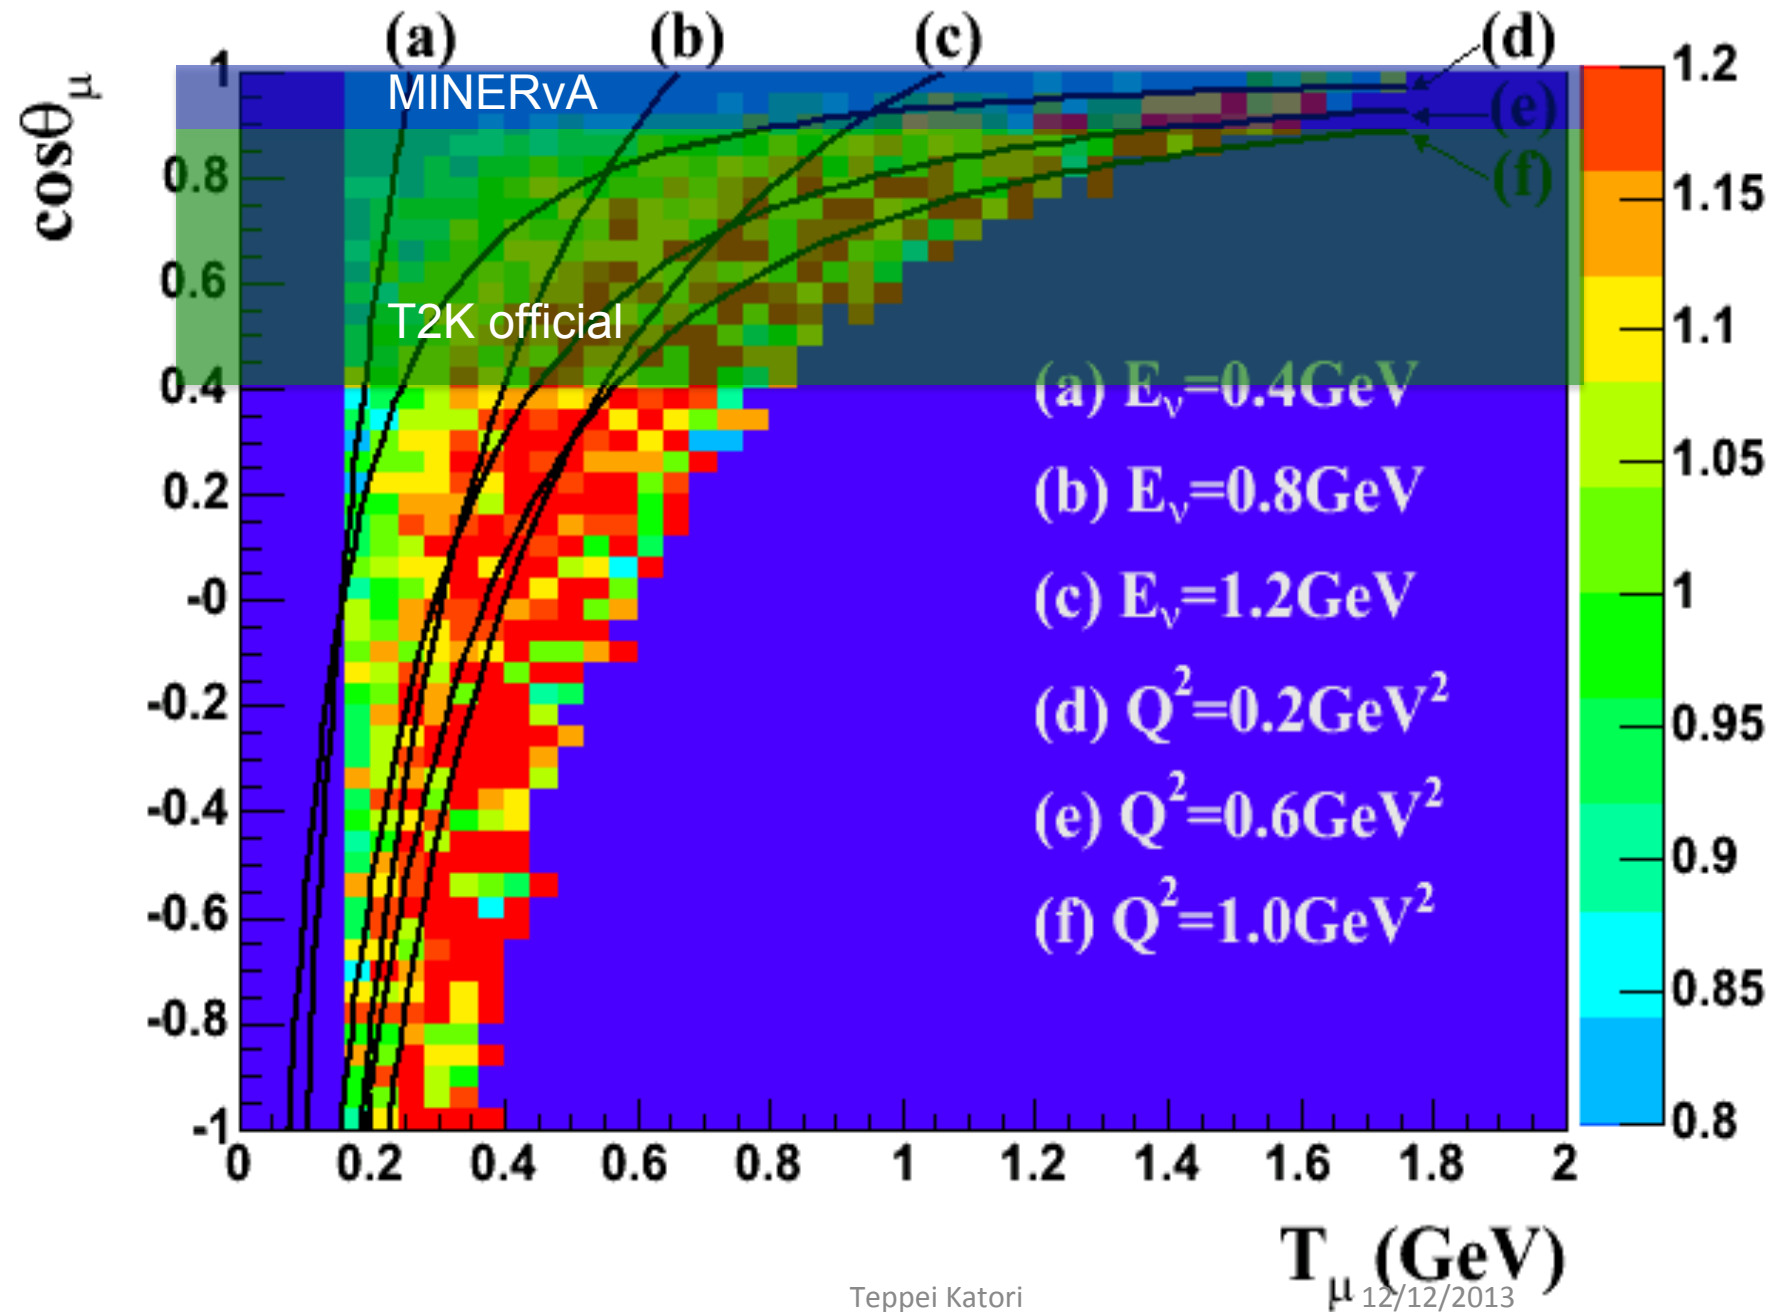 (a) (b) (c) (d)
cosθμ
1
MINERvA
(e)
0.8
(f)
0.6
T2K official
0.4
(a) Eν=0.4GeV
0.2
(b) Eν=0.8GeV
-0
(c) Eν=1.2GeV
-0.2
(d) Q²=0.2GeV²
-0.4
(e) Q²=0.6GeV²
-0.6
(f) Q²=1.0GeV²
-0.8
-1
0 0.2 0.4 0.6 0.8 1 1.2 1.4 1.6 1.8 2
Tμ (GeV)
1.2
1.15
1.1
1.05
1
0.95
0.9
0.85
0.8
Teppei Katori
12/12/2013